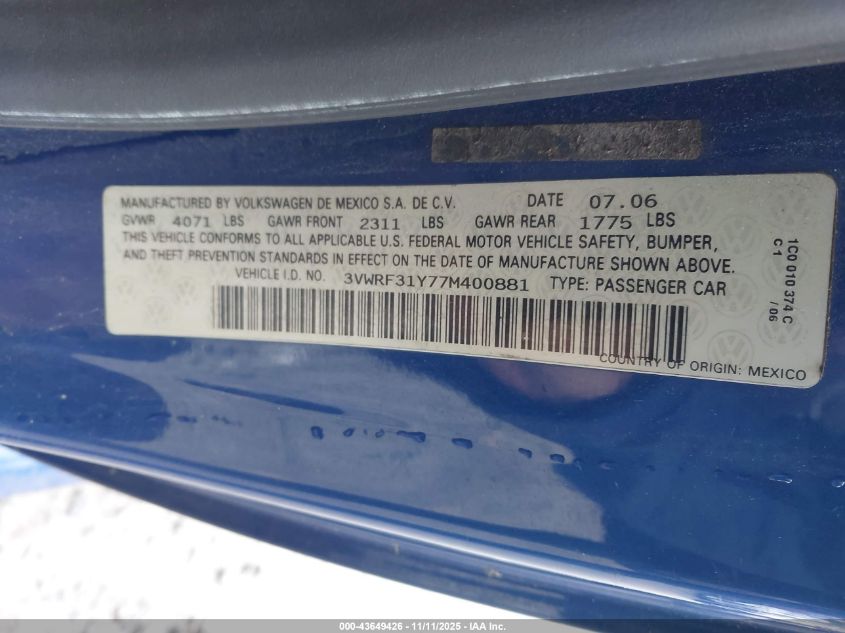 MANUFACTURED BY VOLKSWAGEN DE MEXICO S.A. DE C.V. DATE 07.06
GVWR 4071 LBS GAWR FRONT 2311 LBS GAWR REAR 1775 LBS
THIS VEHICLE CONFORMS TO ALL APPLICABLE U.S. FEDERAL MOTOR VEHICLE SAFETY, BUMPER,
AND THEFT PREVENTION STANDARDS IN EFFECT ON THE DATE OF MANUFACTURE SHOWN ABOVE.
VEHICLE I.D. NO. 3VWRF31Y77M400881 TYPE: PASSENGER CAR
COUNTRY OF ORIGIN: MEXICO
1C0 010 374 C
C1 /06
000-43649426 - 11/11/2025 - IAA Inc.